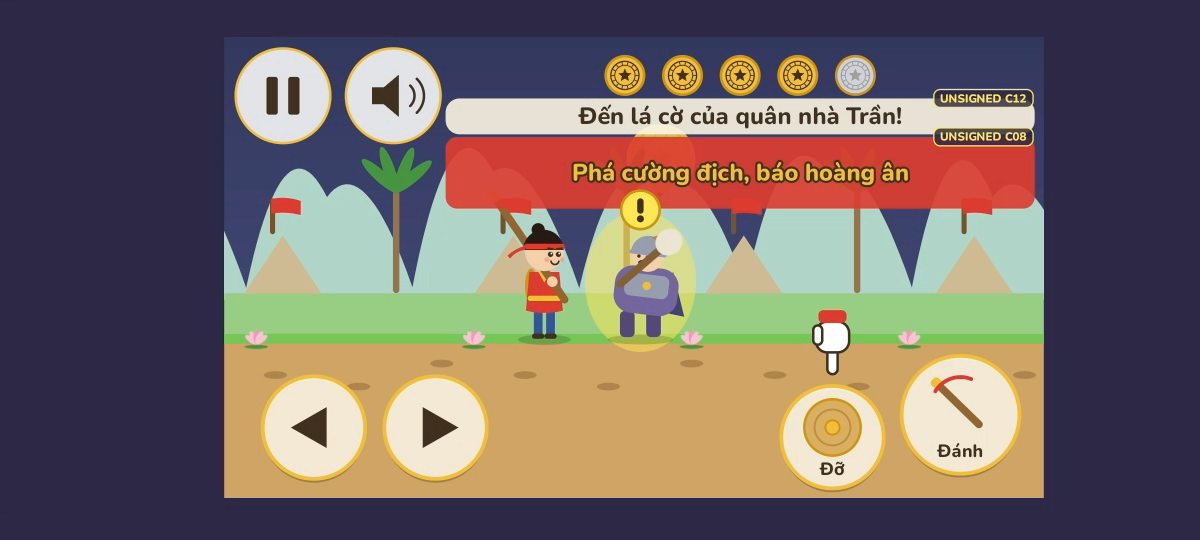 UNSIGNED C12
Đến lá cờ của quân nhà Trần!
UNSIGNED C08
Phá cường địch, báo hoàng ân
!
Đỡ
Đánh